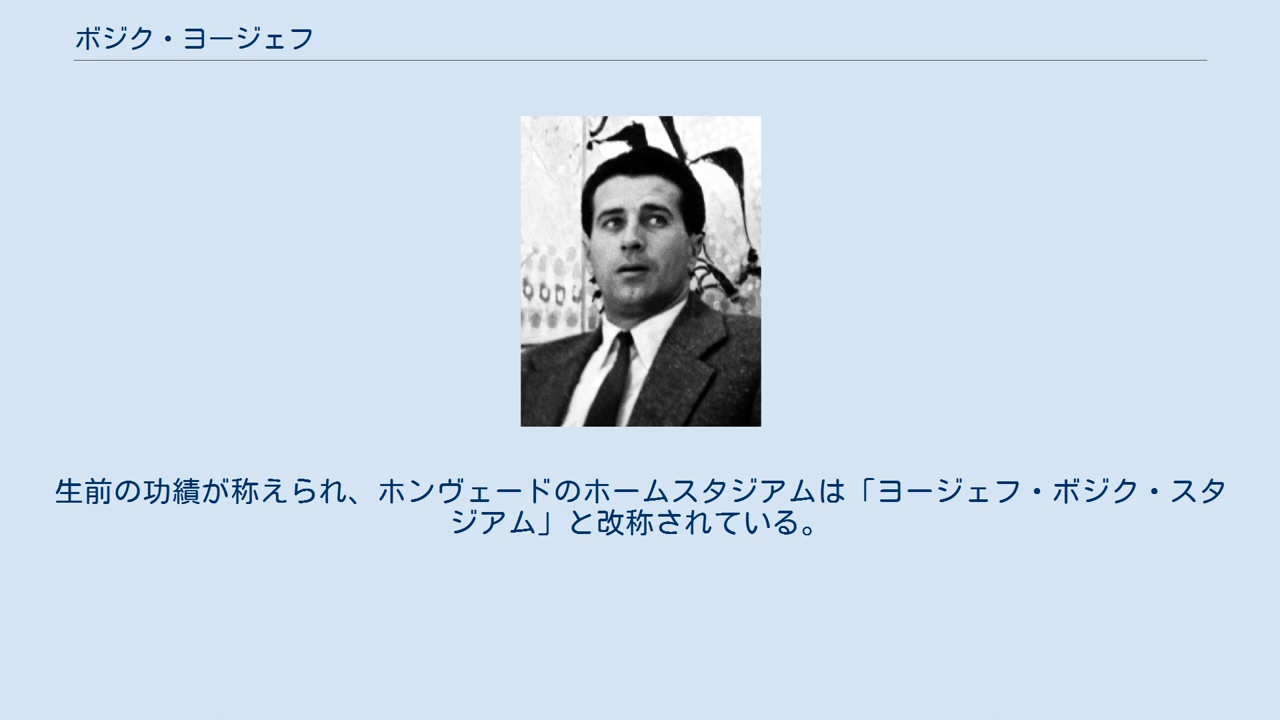 ボジク・ヨージェフ
生前の功績が称えられ、ホンヴェードのホームスタジアムは「ヨージェフ・ボジク・スタ
ジアム」と改称されている。